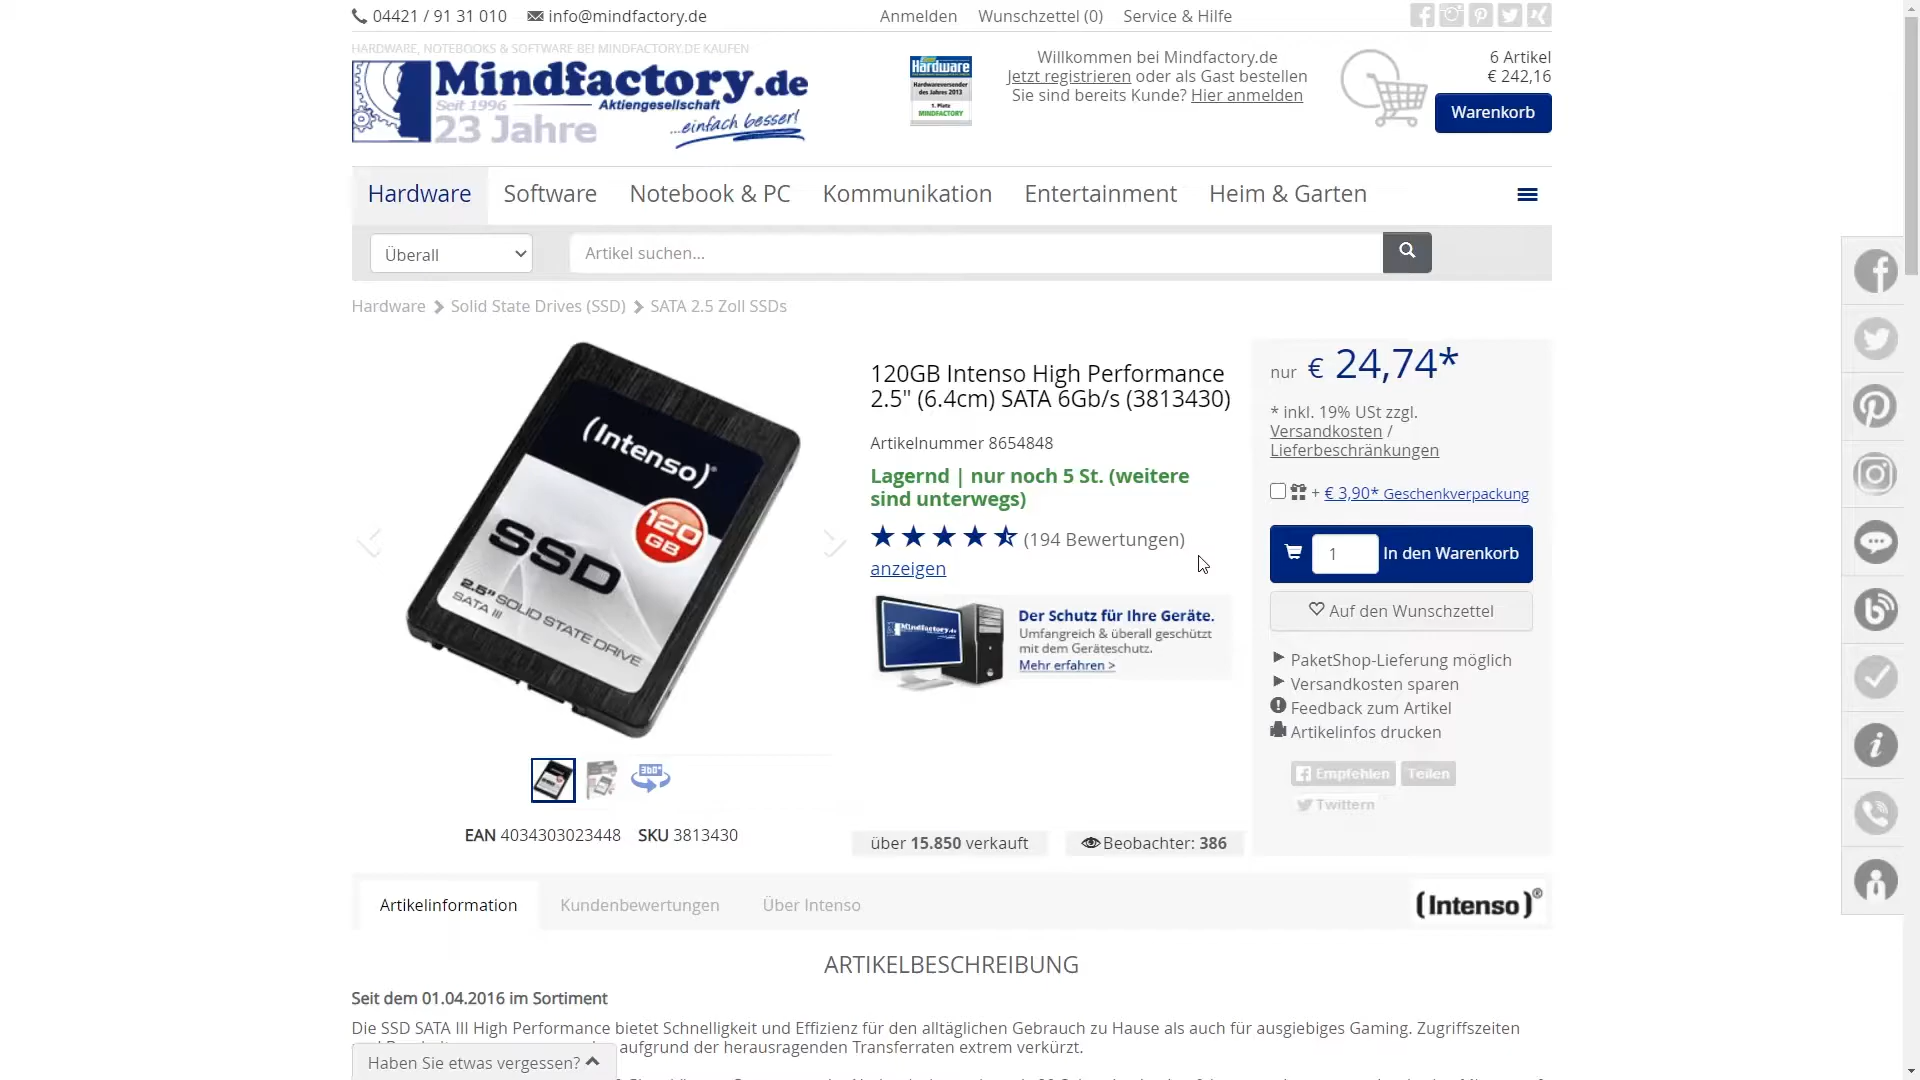 04421 / 91 31 010 info@mindfactory.de Anmelden Wunschzettel (0) Service & Hilfe
HARDWARE, NOTEBOOKS & SOFTWARE BEI MINDFACTORY.DE KAUFEN
Mindfactory.de
Seit 1996 Aktiengesellschaft
23 Jahre ...einfach besser!
Hardware
Hardwareversender
des Jahres 2013
1. Platz
MINDFACTORY
Willkommen bei Mindfactory.de
Jetzt registrieren oder als Gast bestellen
Sie sind bereits Kunde? Hier anmelden
6 Artikel
€ 242,16
Warenkorb
Hardware Software Notebook & PC Kommunikation Entertainment Heim & Garten
Überall Artikel suchen...
Hardware Solid State Drives (SSD) SATA 2.5 Zoll SSDs
(Intenso)®
120
GB
SSD
2.5" SOLID STATE DRIVE
SATA III
360°
EAN 4034303023448 SKU 3813430
120GB Intenso High Performance
2.5" (6.4cm) SATA 6Gb/s (3813430)
Artikelnummer 8654848
Lagernd | nur noch 5 St. (weitere
sind unterwegs)
(194 Bewertungen)
anzeigen
Mindfactory.de
Der Schutz für Ihre Geräte.
Umfangreich & überall geschützt
mit dem Geräteschutz.
Mehr erfahren >
über 15.850 verkauft Beobachter: 386
nur € 24,74*
* inkl. 19% USt zzgl.
Versandkosten /
Lieferbeschränkungen
+ € 3,90* Geschenkverpackung
1 In den Warenkorb
Auf den Wunschzettel
PaketShop-Lieferung möglich
Versandkosten sparen
Feedback zum Artikel
Artikelinfos drucken
Empfehlen Teilen
Twittern
Artikelinformation Kundenbewertungen Über Intenso (Intenso)®
ARTIKELBESCHREIBUNG
Seit dem 01.04.2016 im Sortiment
Die SSD SATA III High Performance bietet Schnelligkeit und Effizienz für den alltäglichen Gebrauch zu Hause als auch für ausgiebiges Gaming. Zugriffszeiten
aufgrund der herausragenden Transferraten extrem verkürzt.
Haben Sie etwas vergessen?